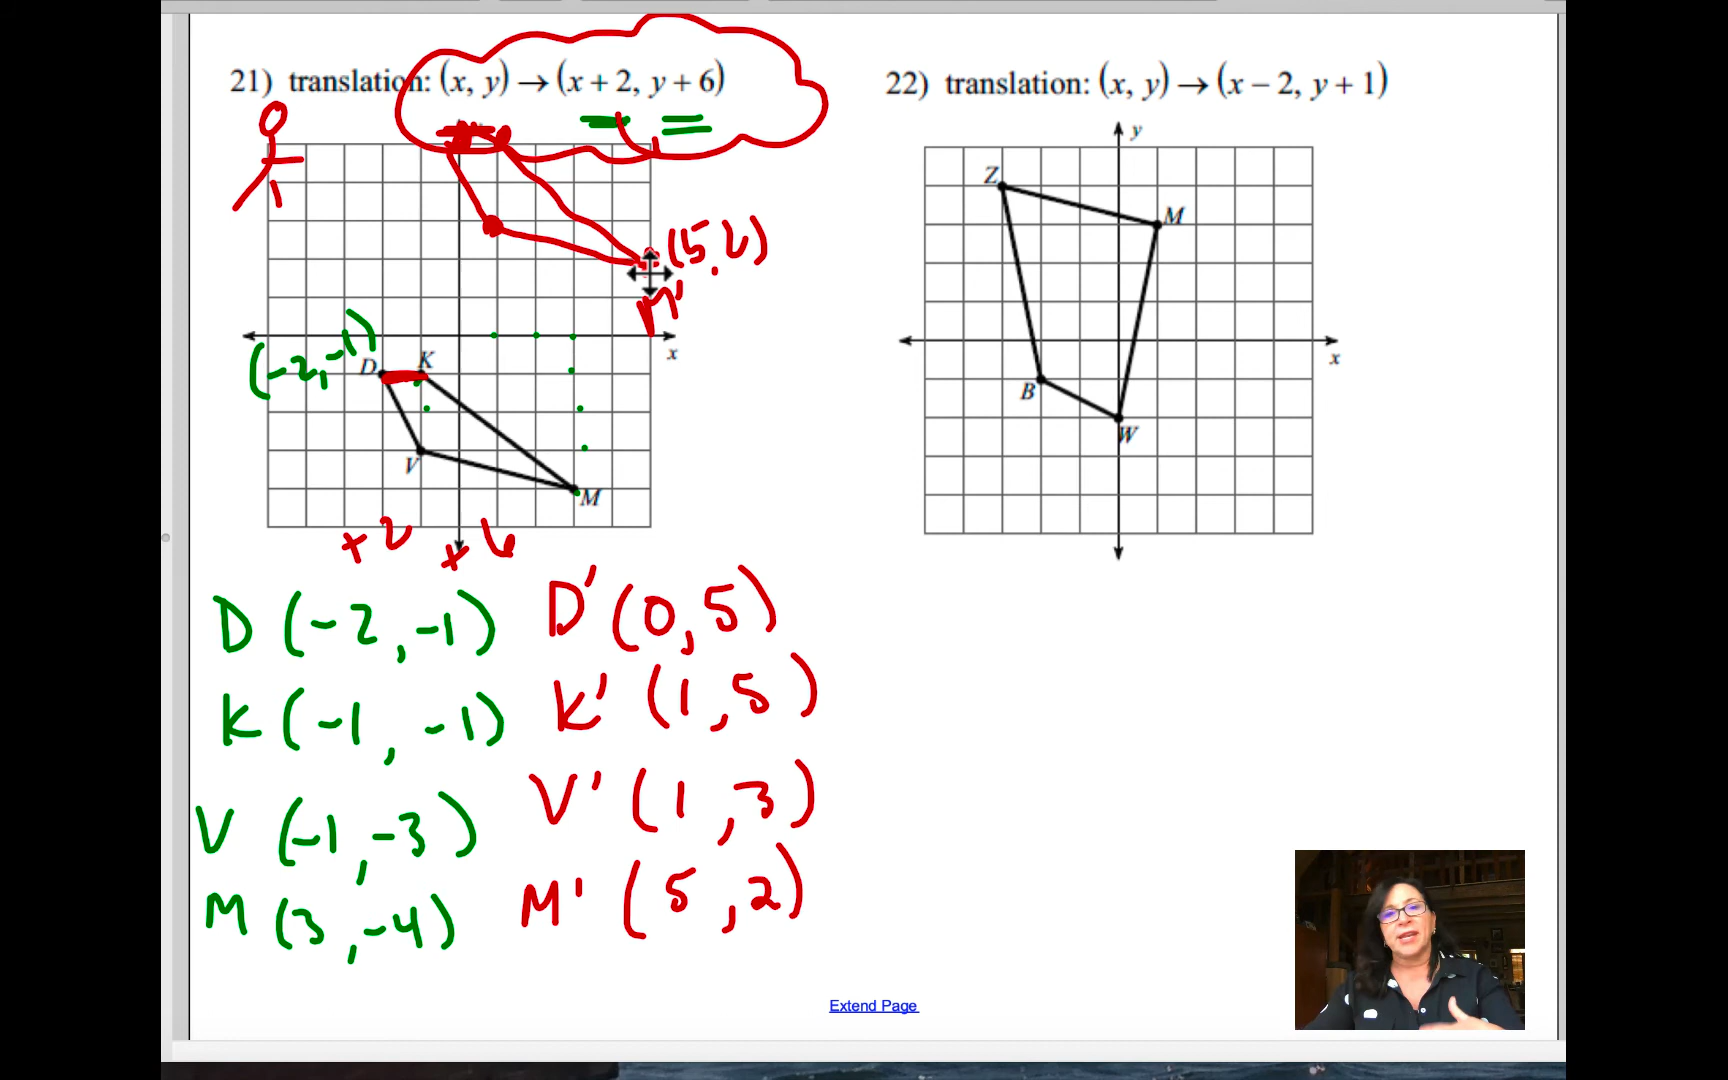 21) translation: (x, y) → (x + 2, y + 6)
(5,2)
M'
x
(-2,-1)
D
K
V
M
+2
+6
D (-2, -1) D' (0, 5)
K (-1, -1) K' (1, 5)
V (-1, -3) V' (1, 3)
M (3, -4) M' (5, 2)
22) translation: (x, y) → (x − 2, y + 1)
y
Z
M
x
B
W
Extend Page